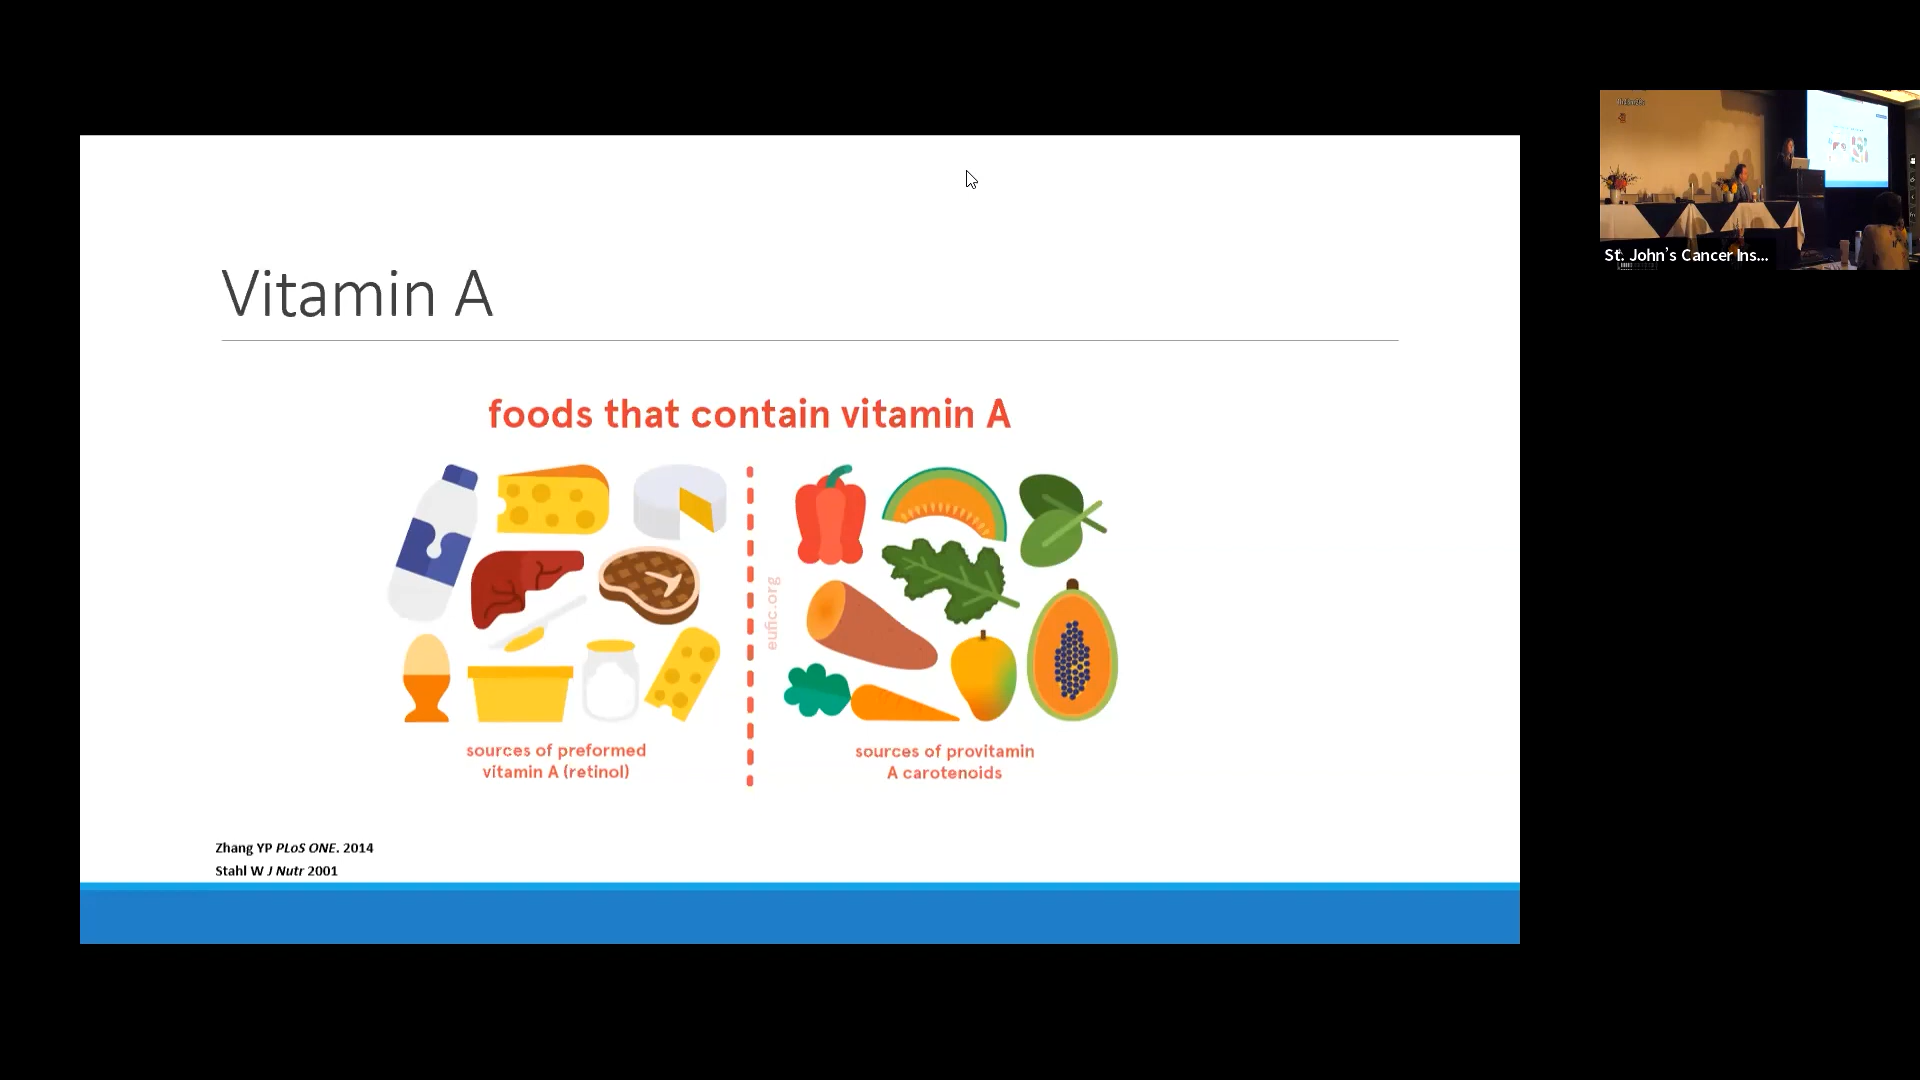 Vitamin A
foods that contain vitamin A
eufic.org
sources of preformed
vitamin A (retinol)
sources of provitamin
A carotenoids
Zhang YP PLoS ONE. 2014
Stahl W J Nutr 2001
St. John's Cancer Ins...